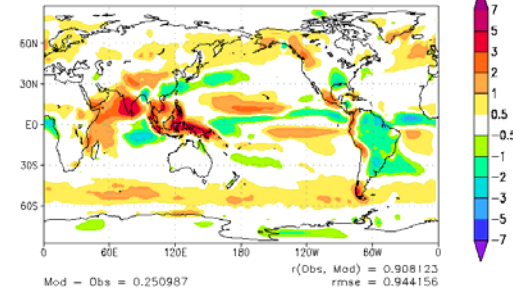 60N
30N
EQ
30S
60S
0 60E 120E 180 120W 60W 0
7
5
3
2
1
0.5
−0.5
−1
−2
−3
−5
−7
r(Obs, Mod) = 0.908123
Mod − Obs = 0.250987 rmse = 0.944156